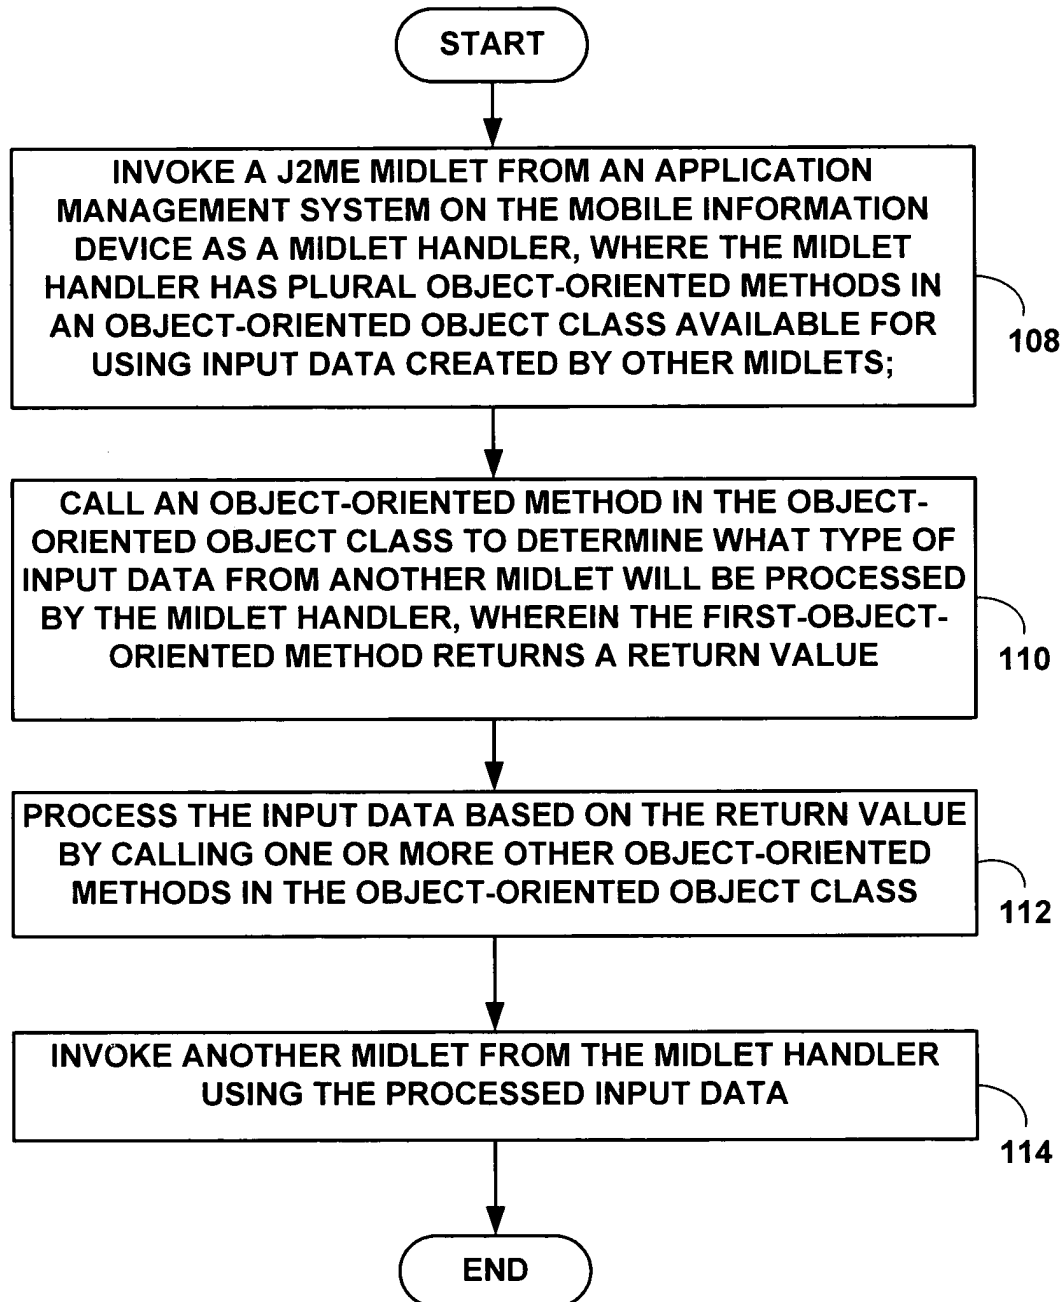 START
INVOKE A J2ME MIDLET FROM AN APPLICATION
MANAGEMENT SYSTEM ON THE MOBILE INFORMATION
DEVICE AS A MIDLET HANDLER, WHERE THE MIDLET
HANDLER HAS PLURAL OBJECT-ORIENTED METHODS IN
AN OBJECT-ORIENTED OBJECT CLASS AVAILABLE FOR
USING INPUT DATA CREATED BY OTHER MIDLETS;
108
CALL AN OBJECT-ORIENTED METHOD IN THE OBJECT-
ORIENTED OBJECT CLASS TO DETERMINE WHAT TYPE OF
INPUT DATA FROM ANOTHER MIDLET WILL BE PROCESSED
BY THE MIDLET HANDLER, WHEREIN THE FIRST-OBJECT-
ORIENTED METHOD RETURNS A RETURN VALUE
110
PROCESS THE INPUT DATA BASED ON THE RETURN VALUE
BY CALLING ONE OR MORE OTHER OBJECT-ORIENTED
METHODS IN THE OBJECT-ORIENTED OBJECT CLASS
112
INVOKE ANOTHER MIDLET FROM THE MIDLET HANDLER
USING THE PROCESSED INPUT DATA
114
END